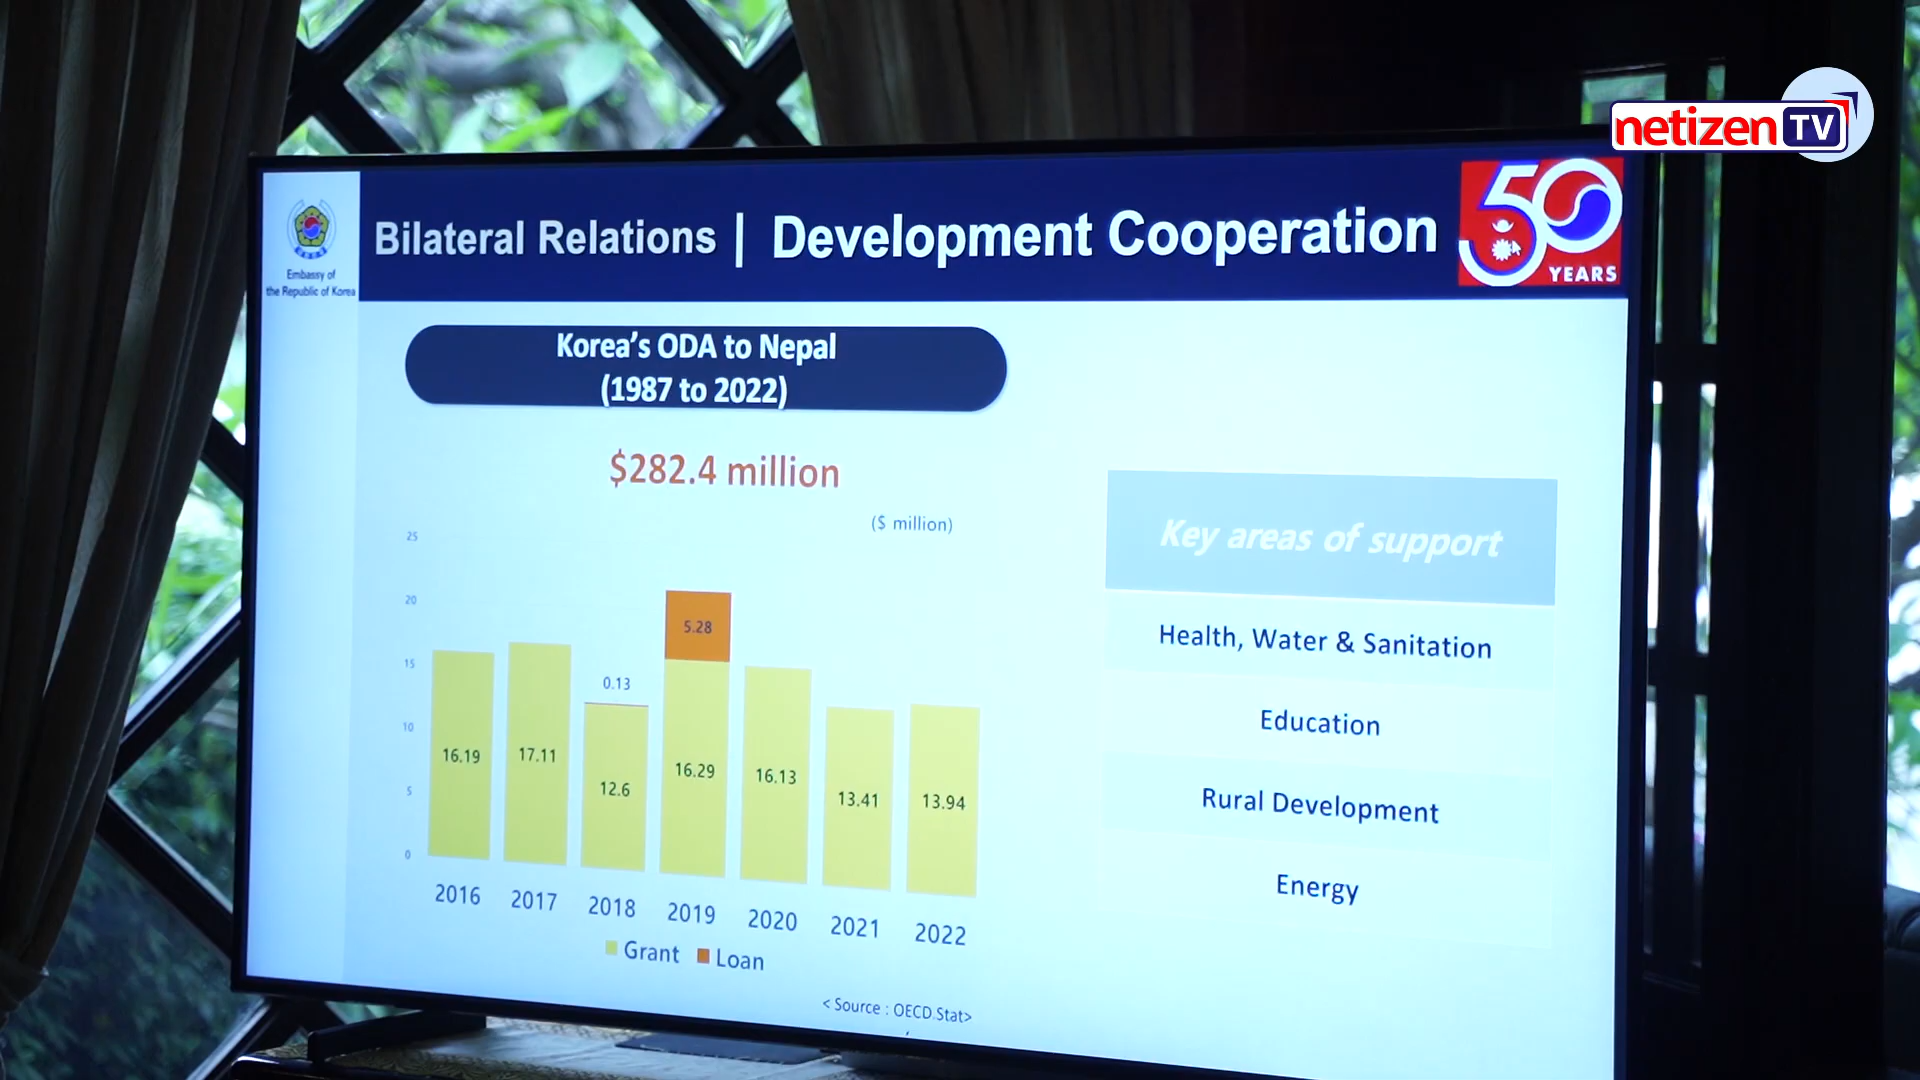 netizen TV
Bilateral Relations | Development Cooperation
50
YEARS
Embassy of
the Republic of Korea
Korea's ODA to Nepal
(1987 to 2022)
$282.4 million
($ million)
25
20
15
10
5
0
16.19
17.11
0.13
12.6
5.28
16.29
16.13
13.41
13.94
2016 2017 2018 2019 2020 2021 2022
Grant Loan
< Source : OECD.Stat>
Key areas of support
Health, Water & Sanitation
Education
Rural Development
Energy